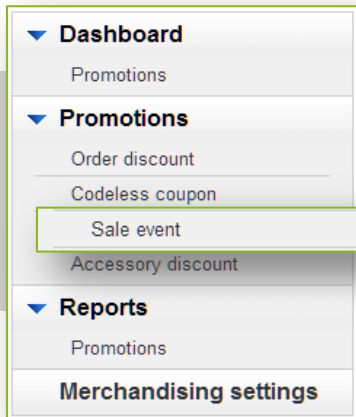 Dashboard
Promotions
Promotions
Order discount
Codeless coupon
Sale event
Accessory discount
Reports
Promotions
Merchandising settings